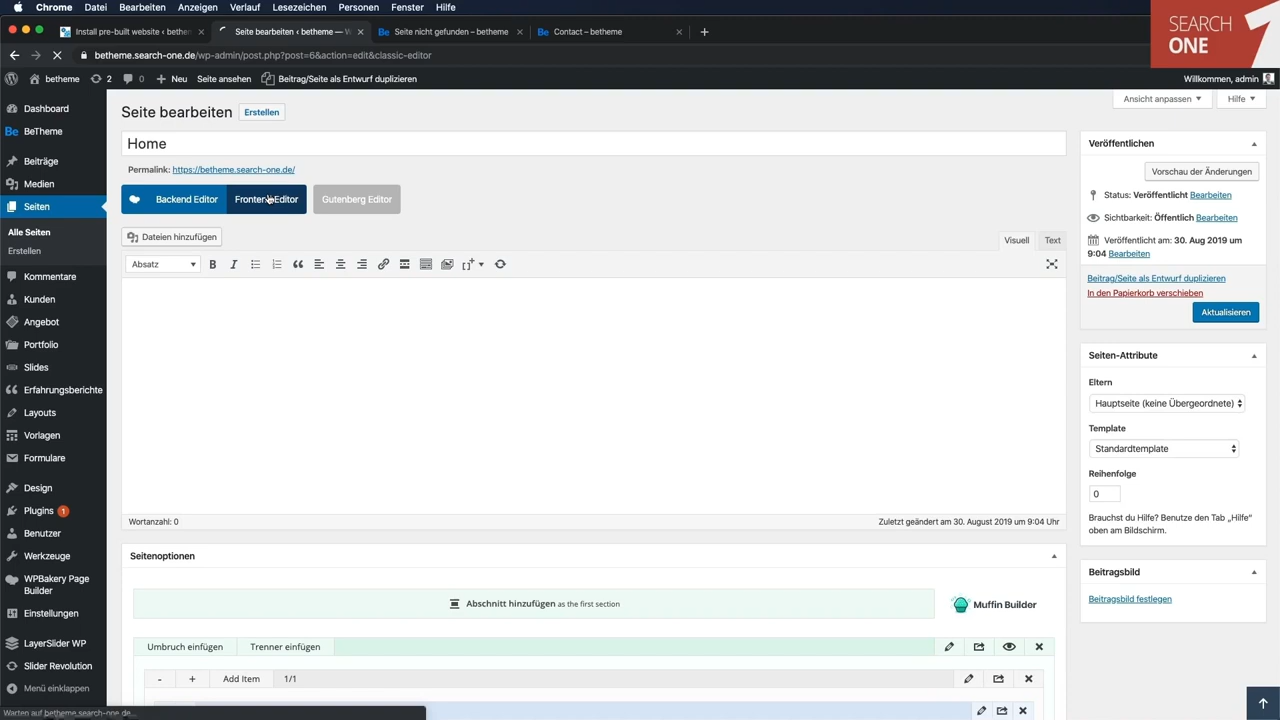 Chrome Datei Bearbeiten Anzeigen Verlauf Lesezeichen Personen Fenster Hilfe
SEARCH ONE
Install pre-built website ‹ bethem Seite bearbeiten ‹ betheme — W Seite nicht gefunden – betheme Contact – betheme
betheme.search-one.de/wp-admin/post.php?post=6&action=edit&classic-editor
betheme 2 0 Neu Seite ansehen Beitrag/Seite als Entwurf duplizieren Willkommen, admin
Ansicht anpassen Hilfe
Dashboard
BeTheme
Beiträge
Medien
Seiten
Alle Seiten
Erstellen
Kommentare
Kunden
Angebot
Portfolio
Slides
Erfahrungsberichte
Layouts
Vorlagen
Formulare
Design
Plugins 1
Benutzer
Werkzeuge
WPBakery Page
Builder
Einstellungen
LayerSlider WP
Slider Revolution
Menü einklappen
Warten auf betheme.search-one.de...
Seite bearbeiten Erstellen
Home
Permalink: https://betheme.search-one.de/
Backend Editor Frontend Editor Gutenberg Editor
Dateien hinzufügen Visuell Text
Absatz
Wortanzahl: 0 Zuletzt geändert am 30. August 2019 um 9:04 Uhr
Seitenoptionen
Abschnitt hinzufügen as the first section Muffin Builder
Umbruch einfügen Trenner einfügen
- + Add Item 1/1
Veröffentlichen
Vorschau der Änderungen
Status: Veröffentlicht Bearbeiten
Sichtbarkeit: Öffentlich Bearbeiten
Veröffentlicht am: 30. Aug 2019 um
9:04 Bearbeiten
Beitrag/Seite als Entwurf duplizieren
In den Papierkorb verschieben
Aktualisieren
Seiten-Attribute
Eltern
Hauptseite (keine Übergeordnete)
Template
Standardtemplate
Reihenfolge
0
Brauchst du Hilfe? Benutze den Tab „Hilfe“
oben am Bildschirm.
Beitragsbild
Beitragsbild festlegen